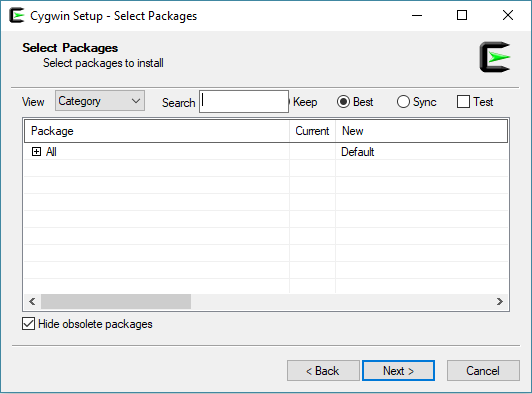 Cygwin Setup - Select Packages
Select Packages
Select packages to install
View Category Search Keep Best Sync Test
Package Current New
All Default
Hide obsolete packages
< Back Next > Cancel